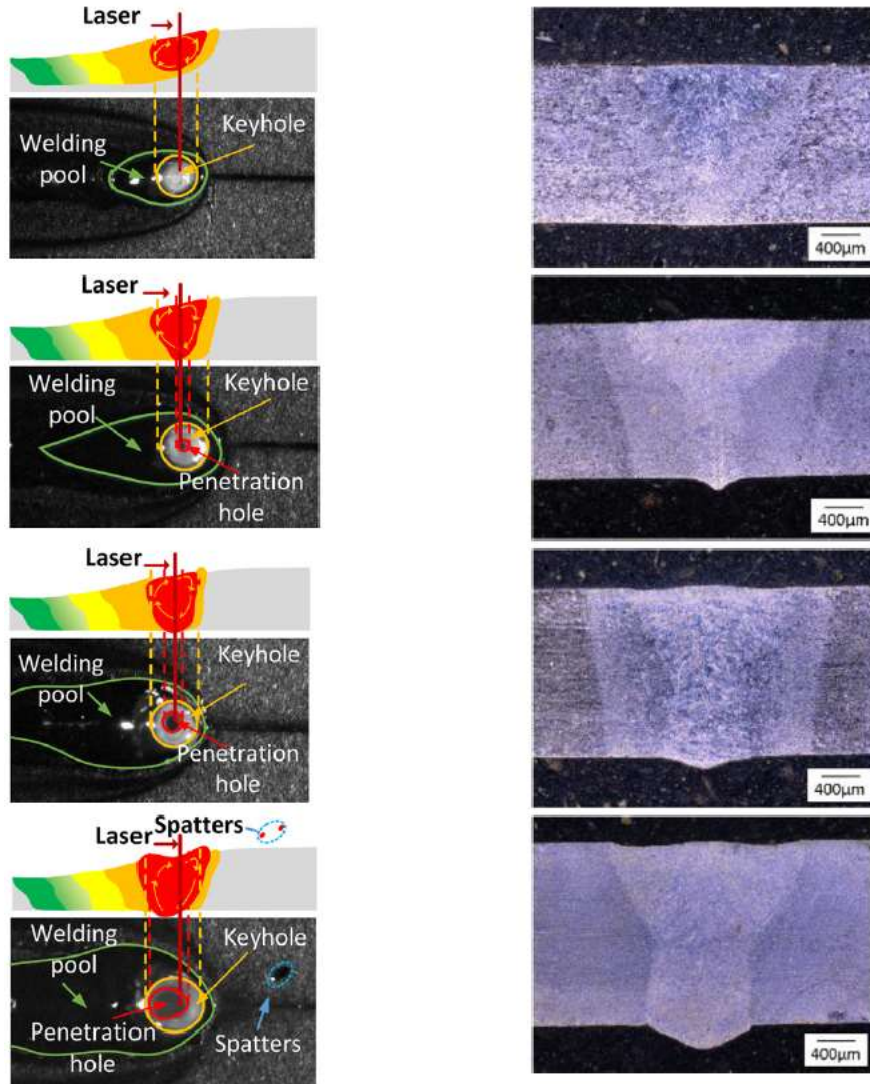 Laser
Keyhole
Welding
pool
400μm
Laser
Keyhole
Welding
pool
Penetration
hole
400μm
Laser
Keyhole
Welding
pool
Penetration
hole
400μm
Laser
Spatters
Welding
pool
Keyhole
Penetration
hole
Spatters
400μm